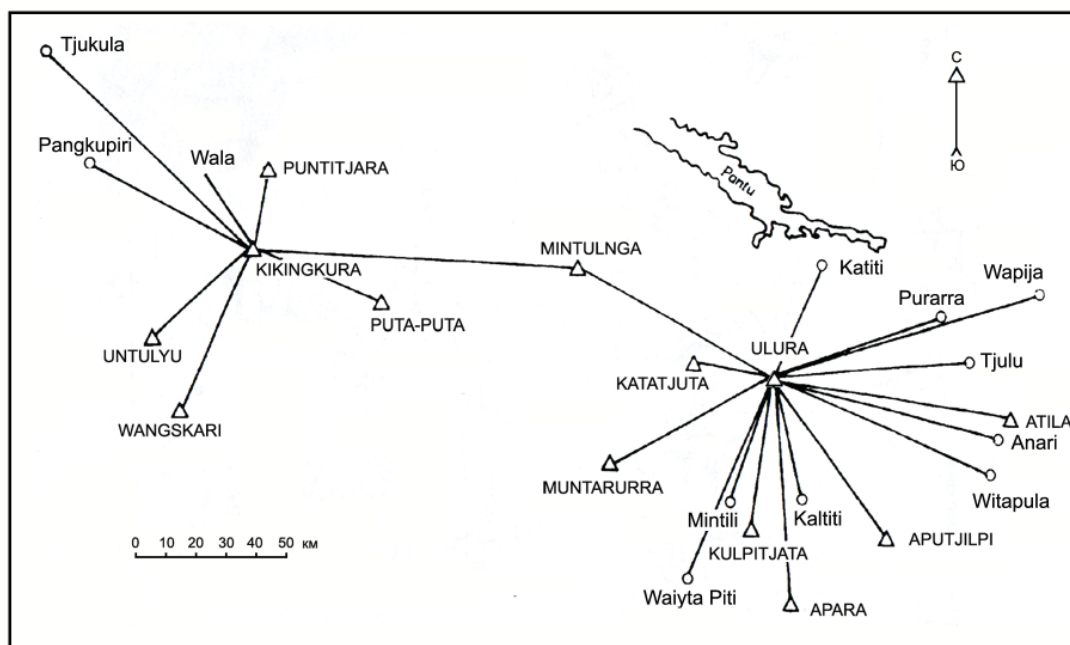 Tjukula
С
Pangkupiri
Wala
PUNTITJARA
Pantu
Ю
KIKINGKURA
MINTULNGA
Katiti
Wapija
Purarra
PUTA-PUTA
UNTULYU
ULURA
Tjulu
KATATJUTA
WANGSKARI
ATILA
Anari
MUNTARURRA
Witapula
Mintili
Kaltiti
KULPITJATA
APUTJILPI
0 10 20 30 40 50 км
Waiyta Piti
APARA